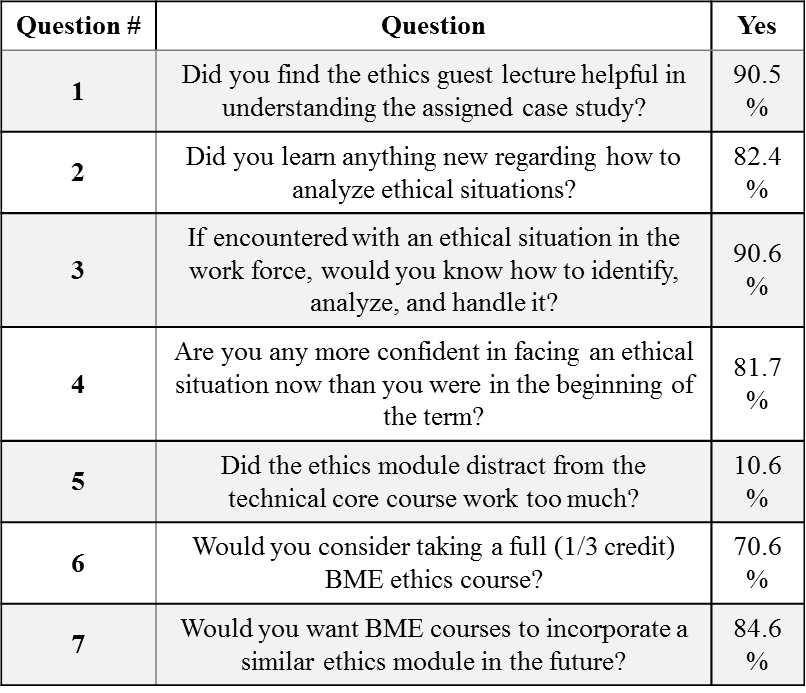 Question #
Question
Yes
1
Did you find the ethics guest lecture helpful in
understanding the assigned case study?
90.5
%
2
Did you learn anything new regarding how to
analyze ethical situations?
82.4
%
3
If encountered with an ethical situation in the
work force, would you know how to identify,
analyze, and handle it?
90.6
%
4
Are you any more confident in facing an ethical
situation now than you were in the beginning of
the term?
81.7
%
5
Did the ethics module distract from the
technical core course work too much?
10.6
%
6
Would you consider taking a full (1/3 credit)
BME ethics course?
70.6
%
7
Would you want BME courses to incorporate a
similar ethics module in the future?
84.6
%